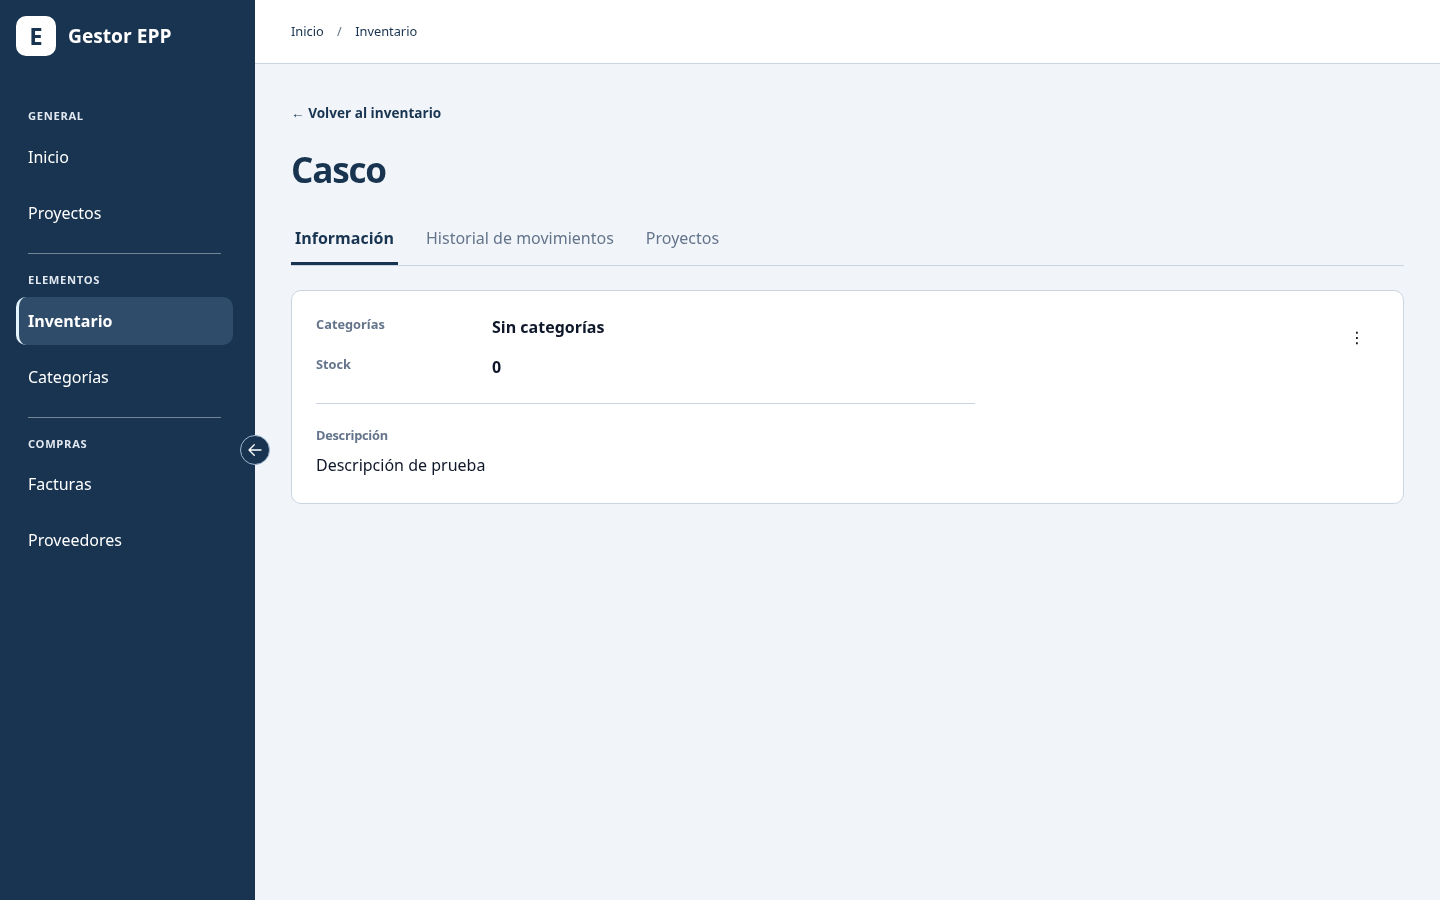 E Gestor EPP
GENERAL
Inicio
Proyectos
ELEMENTOS
Inventario
Categorías
COMPRAS
Facturas
Proveedores
Inicio / Inventario
← Volver al inventario
Casco
Información Historial de movimientos Proyectos
Categorías Sin categorías
Stock 0
Descripción
Descripción de prueba